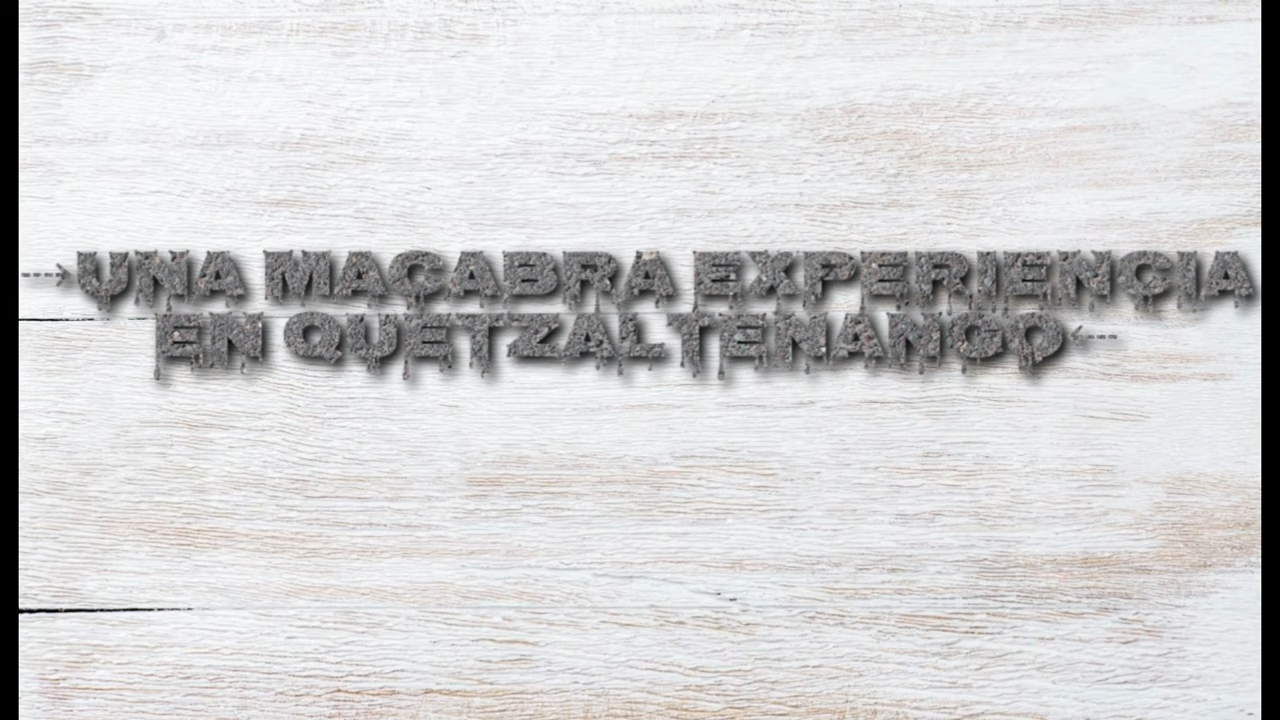 ---→UNA MACABRA EXPERIENCIA
EN QUETZALTENANGO←---